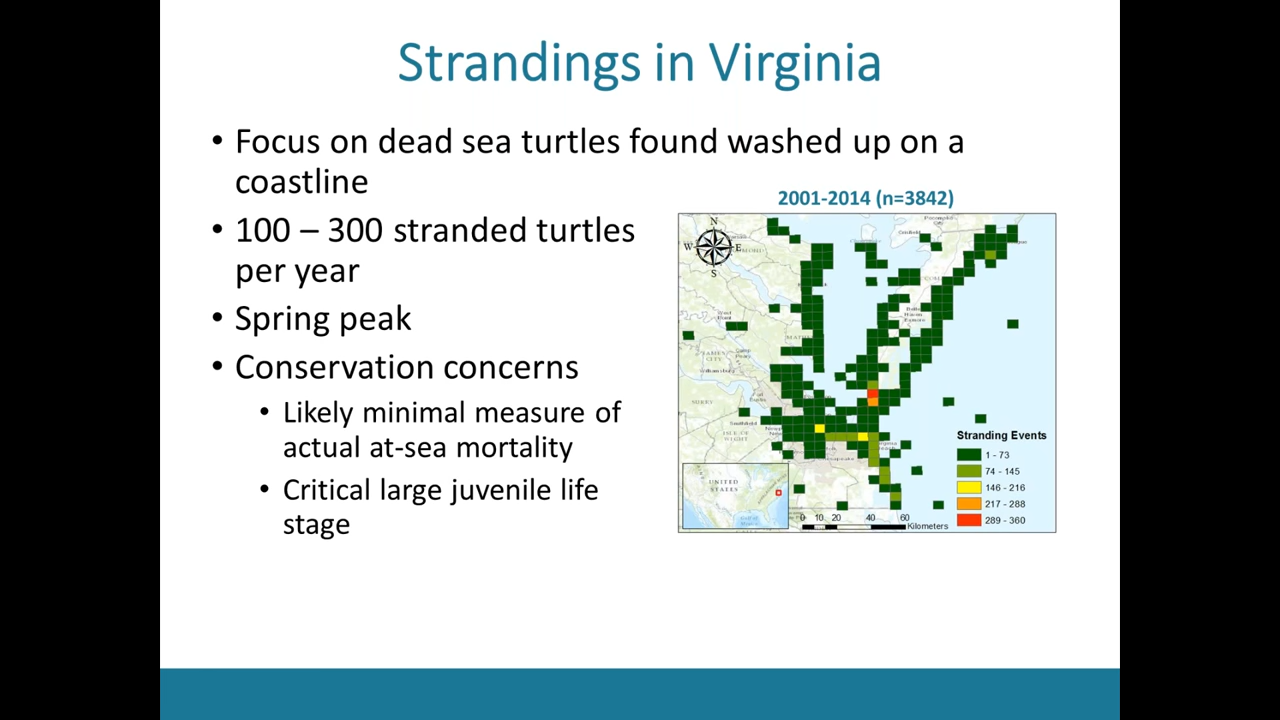 Strandings in Virginia
• Focus on dead sea turtles found washed up on a
coastline
• 100 – 300 stranded turtles
per year
• Spring peak
• Conservation concerns
• Likely minimal measure of
actual at-sea mortality
• Critical large juvenile life
stage
2001-2014 (n=3842)
N
W E
S
Williamsburg
UNITED
STATES
Stranding Events
1 - 73
74 - 145
146 - 216
217 - 288
289 - 360
0 10 20 40 60
Kilometers